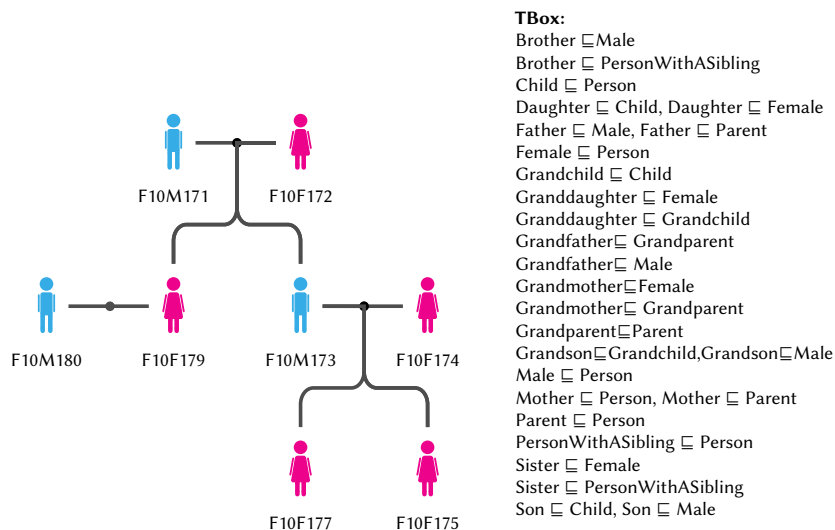 F10M171
F10F172
F10M180
F10F179
F10M173
F10F174
F10F177
F10F175
TBox:
Brother ⊑Male
Brother ⊑ PersonWithASibling
Child ⊑ Person
Daughter ⊑ Child, Daughter ⊑ Female
Father ⊑ Male, Father ⊑ Parent
Female ⊑ Person
Grandchild ⊑ Child
Granddaughter ⊑ Female
Granddaughter ⊑ Grandchild
Grandfather⊑ Grandparent
Grandfather⊑ Male
Grandmother⊑Female
Grandmother⊑ Grandparent
Grandparent⊑Parent
Grandson⊑Grandchild,Grandson⊑Male
Male ⊑ Person
Mother ⊑ Person, Mother ⊑ Parent
Parent ⊑ Person
PersonWithASibling ⊑ Person
Sister ⊑ Female
Sister ⊑ PersonWithASibling
Son ⊑ Child, Son ⊑ Male